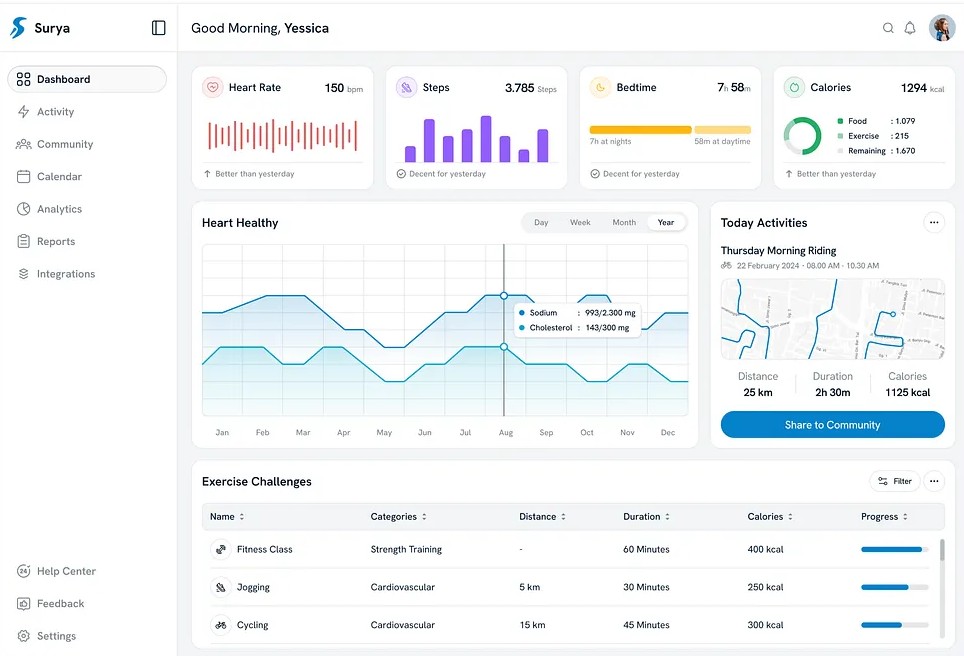 Surya
Good Morning, Yessica
Dashboard
Activity
Community
Calendar
Analytics
Reports
Integrations
Help Center
Feedback
Settings
Heart Rate 150 bpm
Better than yesterday
Steps 3.785 Steps
Decent for yesterday
Bedtime 7h 58m
7h at nights 58m at daytime
Decent for yesterday
Calories 1294 kcal
Food : 1.079
Exercise : 215
Remaining : 1.670
Better than yesterday
Heart Healthy
Day Week Month Year
Sodium : 993/2.300 mg
Cholesterol : 143/300 mg
Jan Feb Mar Apr May Jun Jul Aug Sep Oct Nov Dec
Today Activities
Thursday Morning Riding
22 February 2024 - 08.00 AM - 10.30 AM
Distance Duration Calories
25 km 2h 30m 1125 kcal
Share to Community
Exercise Challenges
Filter
Name Categories Distance Duration Calories Progress
Fitness Class Strength Training - 60 Minutes 400 kcal
Jogging Cardiovascular 5 km 30 Minutes 250 kcal
Cycling Cardiovascular 15 km 45 Minutes 300 kcal